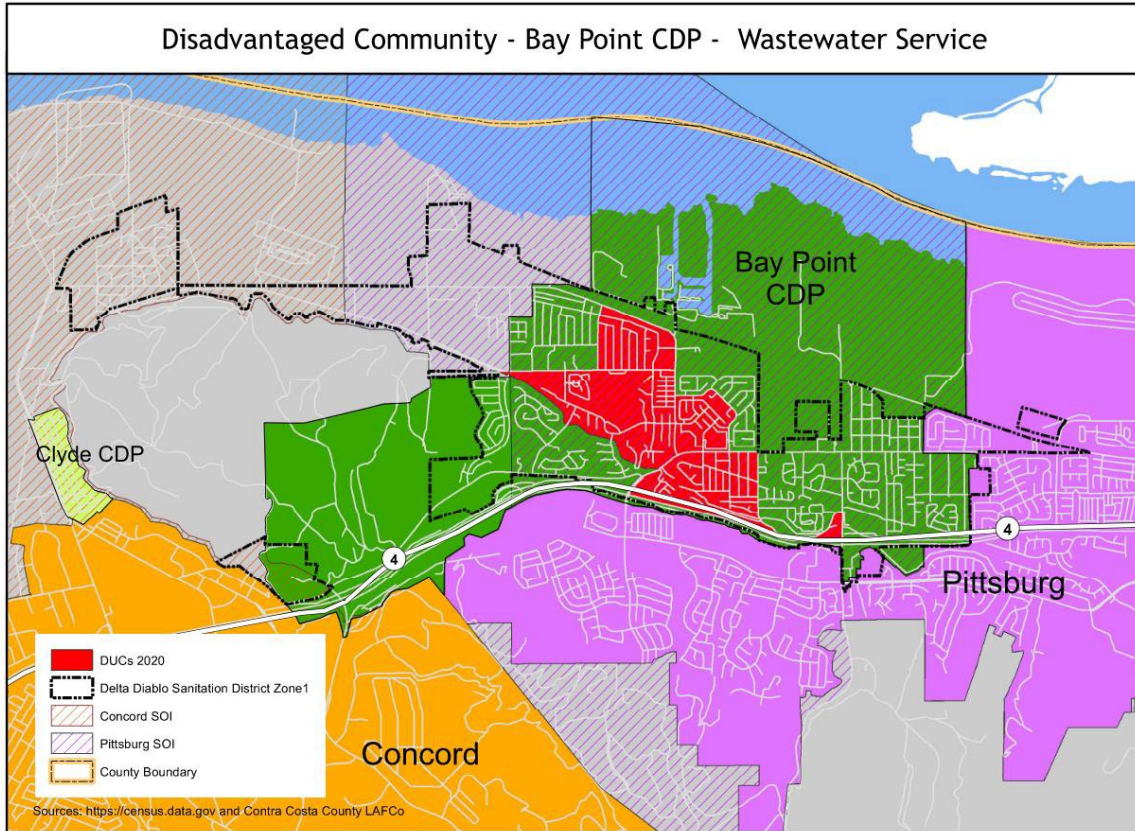 Disadvantaged Community - Bay Point CDP - Wastewater Service
Bay Point
CDP
Clyde CDP
4
4
Pittsburg
Concord
DUCs 2020
Delta Diablo Sanitation District Zone1
Concord SOI
Pittsburg SOI
County Boundary
Sources: https://census.data.gov and Contra Costa County LAFCo